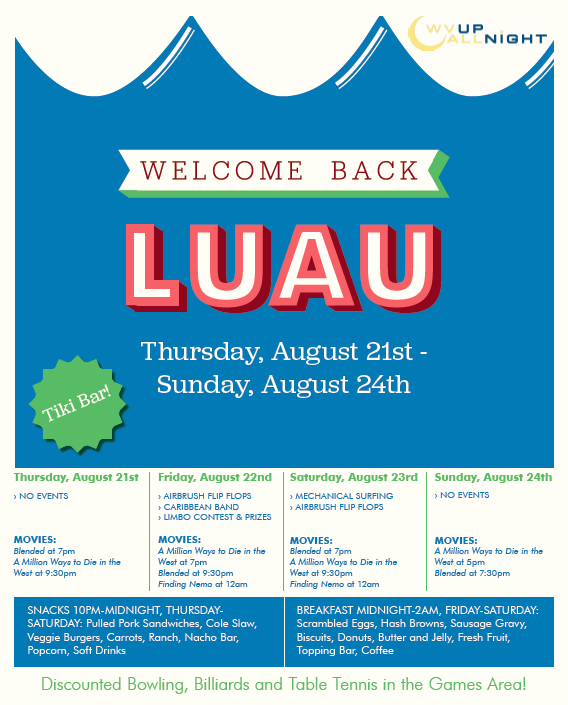 WVUP
ALLNIGHT
WELCOME BACK
LUAU
Thursday, August 21st -
Sunday, August 24th
Tiki Bar!
Thursday, August 21st
› NO EVENTS
MOVIES:
Blended at 7pm
A Million Ways to Die in the
West at 9:30pm
Friday, August 22nd
› AIRBRUSH FLIP FLOPS
› CARIBBEAN BAND
› LIMBO CONTEST & PRIZES
MOVIES:
A Million Ways to Die in the
West at 7pm
Blended at 9:30pm
Finding Nemo at 12am
Saturday, August 23rd
› MECHANICAL SURFING
› AIRBRUSH FLIP FLOPS
MOVIES:
Blended at 7pm
A Million Ways to Die in the
West at 9:30pm
Finding Nemo at 12am
Sunday, August 24th
› NO EVENTS
MOVIES:
A Million Ways to Die in the
West at 5pm
Blended at 7:30pm
SNACKS 10PM-MIDNIGHT, THURSDAY-
SATURDAY: Pulled Pork Sandwiches, Cole Slaw,
Veggie Burgers, Carrots, Ranch, Nacho Bar,
Popcorn, Soft Drinks
BREAKFAST MIDNIGHT-2AM, FRIDAY-SATURDAY:
Scrambled Eggs, Hash Browns, Sausage Gravy,
Biscuits, Donuts, Butter and Jelly, Fresh Fruit,
Topping Bar, Coffee
Discounted Bowling, Billiards and Table Tennis in the Games Area!